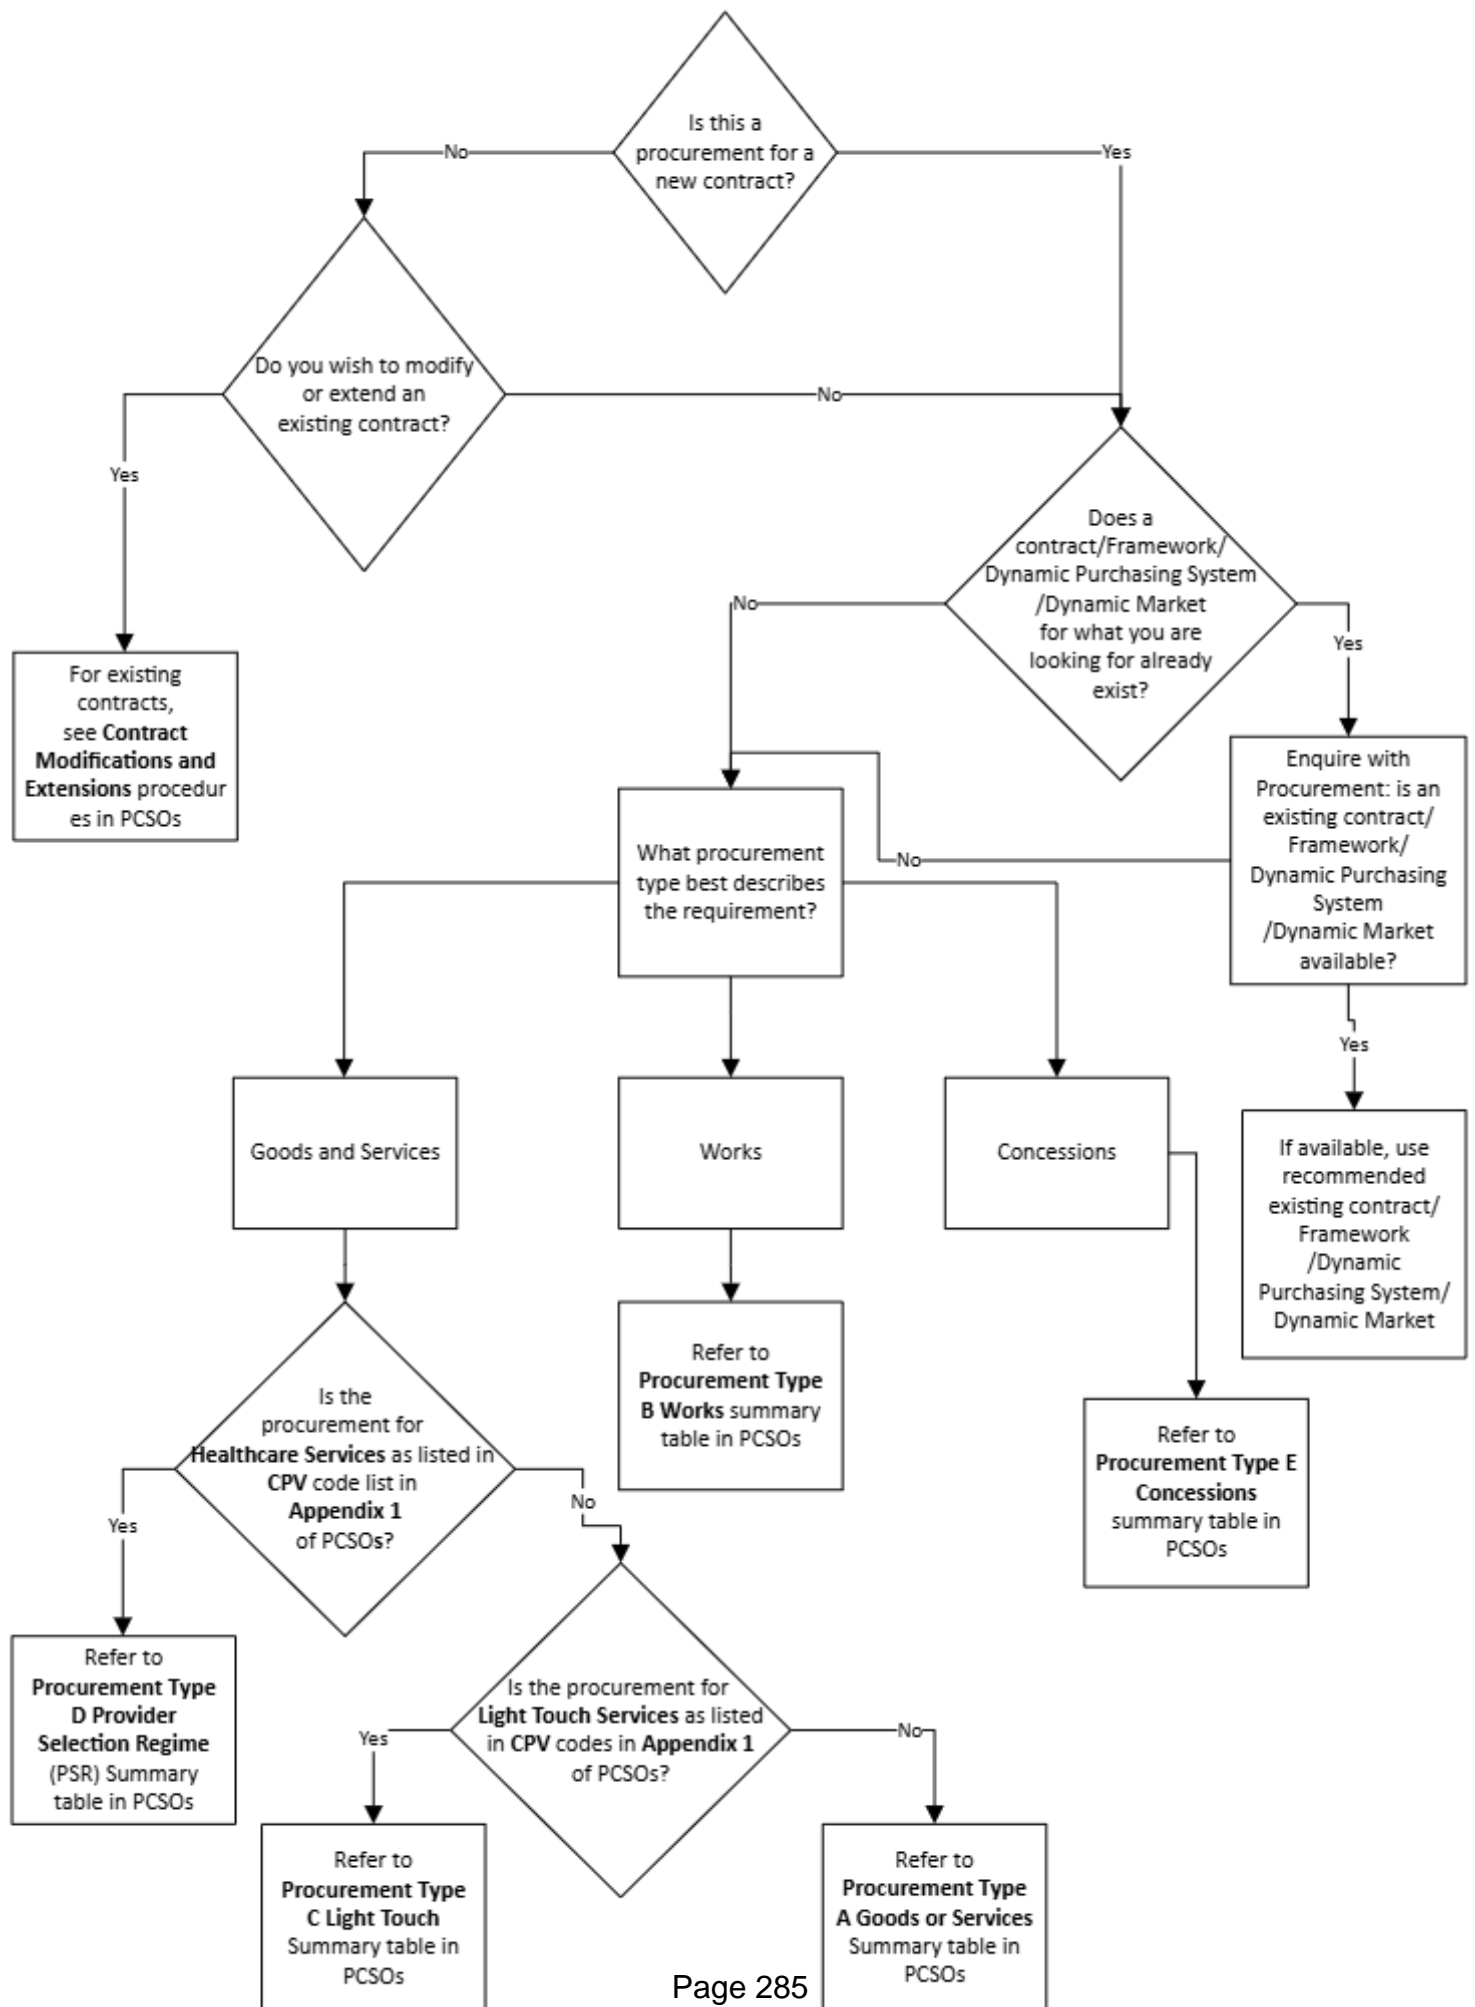 Is this a
procurement for a
new contract?
No
Yes
Do you wish to modify
or extend an
existing contract?
No
Yes
Does a
contract/Framework/
Dynamic Purchasing System
/Dynamic Market
for what you are
looking for already
exist?
No
Yes
For existing
contracts,
see Contract
Modifications and
Extensions procedur
es in PCSOs
Enquire with
Procurement: is an
existing contract/
Framework/
Dynamic Purchasing
System
/Dynamic Market
available?
No
Yes
What procurement
type best describes
the requirement?
Goods and Services
Works
Concessions
If available, use
recommended
existing contract/
Framework
/Dynamic
Purchasing System/
Dynamic Market
Is the
procurement for
Healthcare Services as listed in
CPV code list in
Appendix 1
of PCSOs?
Yes
No
Refer to
Procurement Type
B Works summary
table in PCSOs
Refer to
Procurement Type E
Concessions
summary table in
PCSOs
Refer to
Procurement Type
D Provider
Selection Regime
(PSR) Summary
table in PCSOs
Is the procurement for
Light Touch Services as listed
in CPV codes in Appendix 1
of PCSOs?
Yes
No
Refer to
Procurement Type
C Light Touch
Summary table in
PCSOs
Refer to
Procurement Type
A Goods or Services
Summary table in
PCSOs
Page 285